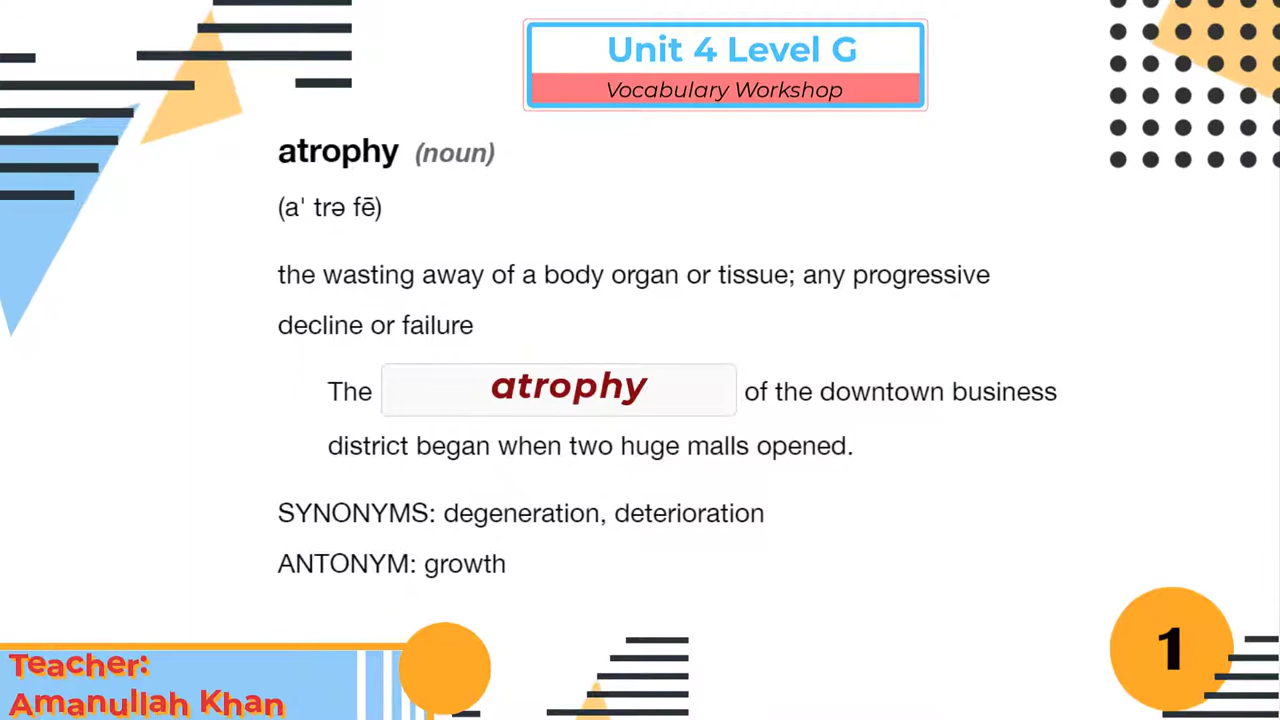 Unit 4 Level G
Vocabulary Workshop
atrophy (noun)
(a' trə fē)
the wasting away of a body organ or tissue; any progressive
decline or failure
The atrophy of the downtown business
district began when two huge malls opened.
SYNONYMS: degeneration, deterioration
ANTONYM: growth
Teacher:
Amanullah Khan
1